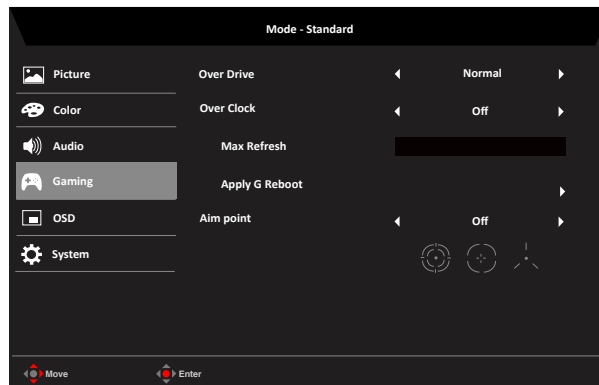 Mode - Standard
Picture
Over Drive
Normal
Color
Over Clock
Off
Audio
Max Refresh
Gaming
Apply G Reboot
OSD
Aim point
Off
System
Move
Enter